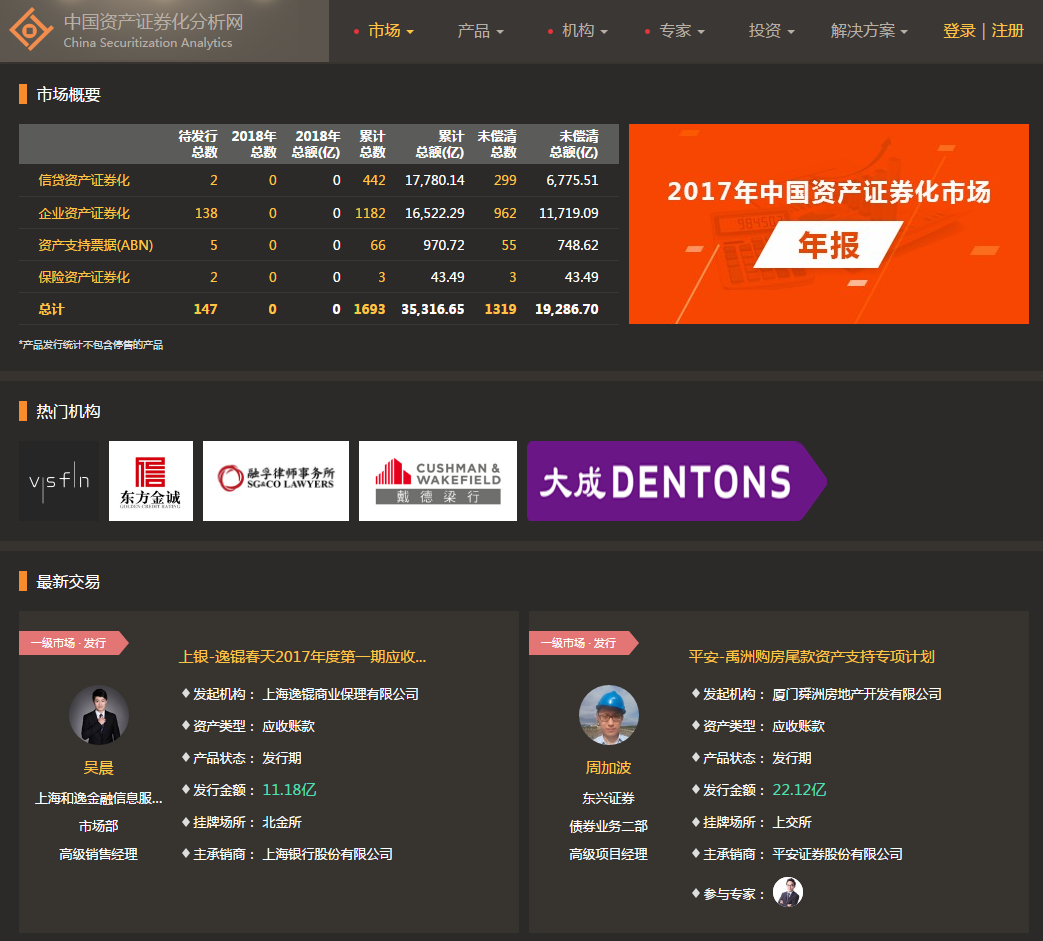 中国资产证券化分析网
China Securitization Analytics
市场 产品 机构 专家 投资 解决方案 登录 | 注册
市场概要
待发行总数 2018年总数 2018年总额(亿) 累计总数 累计总额(亿) 未偿清总数 未偿清总额(亿)
信贷资产证券化 2 0 0 442 17,780.14 299 6,775.51
企业资产证券化 138 0 0 1182 16,522.29 962 11,719.09
资产支持票据(ABN) 5 0 0 66 970.72 55 748.62
保险资产证券化 2 0 0 3 43.49 3 43.49
总计 147 0 0 1693 35,316.65 1319 19,286.70
*产品发行统计不包含停售的产品
2017年中国资产证券化市场
984502
年报
热门机构
vjsfln
信
东方金诚
GOLDEN CREDIT RATING
融孚律师事务所
SG&CO LAWYERS
CUSHMAN &
WAKEFIELD
戴德梁行
大成DENTONS
最新交易
一级市场 · 发行
上银-逸锟春天2017年度第一期应收...
♦发起机构： 上海逸锟商业保理有限公司
♦资产类型： 应收账款
♦产品状态： 发行期
♦发行金额： 11.18亿
♦挂牌场所： 北金所
♦主承销商： 上海银行股份有限公司
吴晨
上海和逸金融信息服...
市场部
高级销售经理
一级市场 · 发行
平安-禹洲购房尾款资产支持专项计划
♦发起机构： 厦门舜洲房地产开发有限公司
♦资产类型： 应收账款
♦产品状态： 发行期
♦发行金额： 22.12亿
♦挂牌场所： 上交所
♦主承销商： 平安证券股份有限公司
♦参与专家：
周加波
东兴证券
债券业务二部
高级项目经理